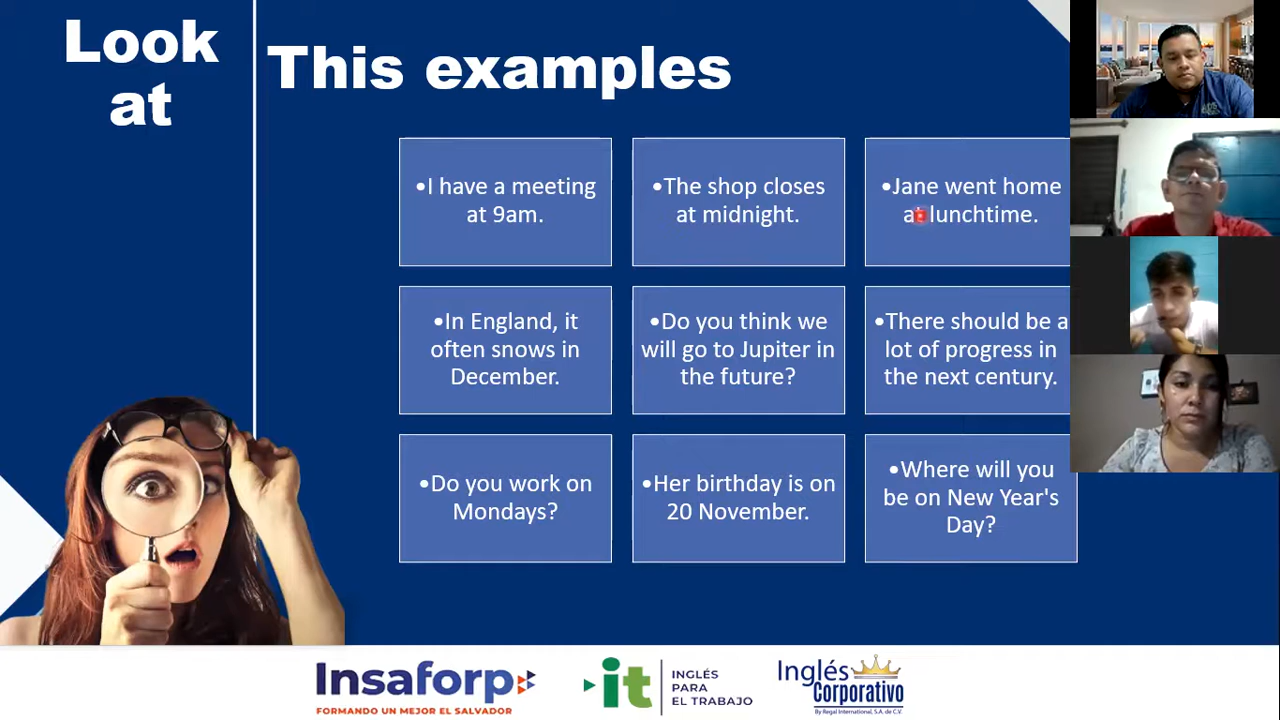 Look
at
This examples
•I have a meeting
at 9am.
•The shop closes
at midnight.
•Jane went home
at lunchtime.
•In England, it
often snows in
December.
•Do you think we
will go to Jupiter in
the future?
•There should be a
lot of progress in
the next century.
•Do you work on
Mondays?
•Her birthday is on
20 November.
•Where will you
be on New Year's
Day?
Insaforp
FORMANDO UN MEJOR EL SALVADOR
it
INGLÉS
PARA
EL TRABAJO
Inglés
Corporativo
By Regal International, S.A. de C.V.